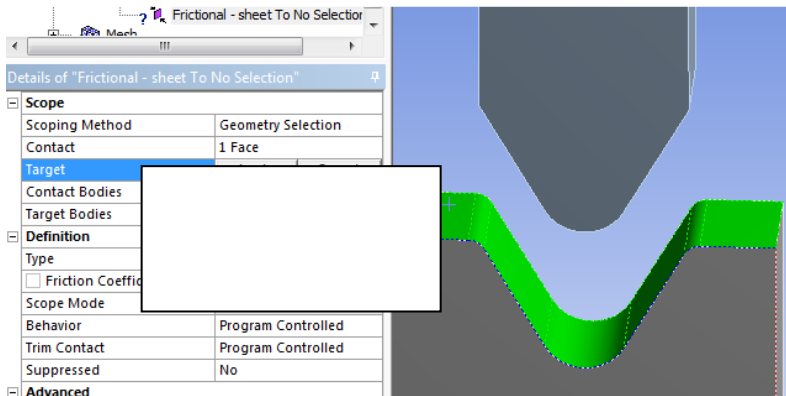 Frictional - sheet To No Selection
Mesh
Details of "Frictional - sheet To No Selection"
Scope
Scoping Method Geometry Selection
Contact 1 Face
Target
Contact Bodies
Target Bodies
Definition
Type
Friction Coeffic
Scope Mode
Behavior Program Controlled
Trim Contact Program Controlled
Suppressed No
Advanced